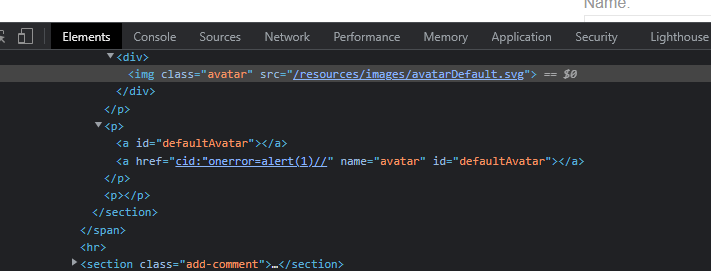 Name:
Elements Console Sources Network Performance Memory Application Security Lighthouse
<div>
<img class="avatar" src="/resources/images/avatarDefault.svg"> == $0
</div>
</p>
<p>
<a id="defaultAvatar"></a>
<a href="cid:"onerror=alert(1)//" name="avatar" id="defaultAvatar"></a>
</p>
<p></p>
</section>
</span>
<hr>
<section class="add-comment">…</section>